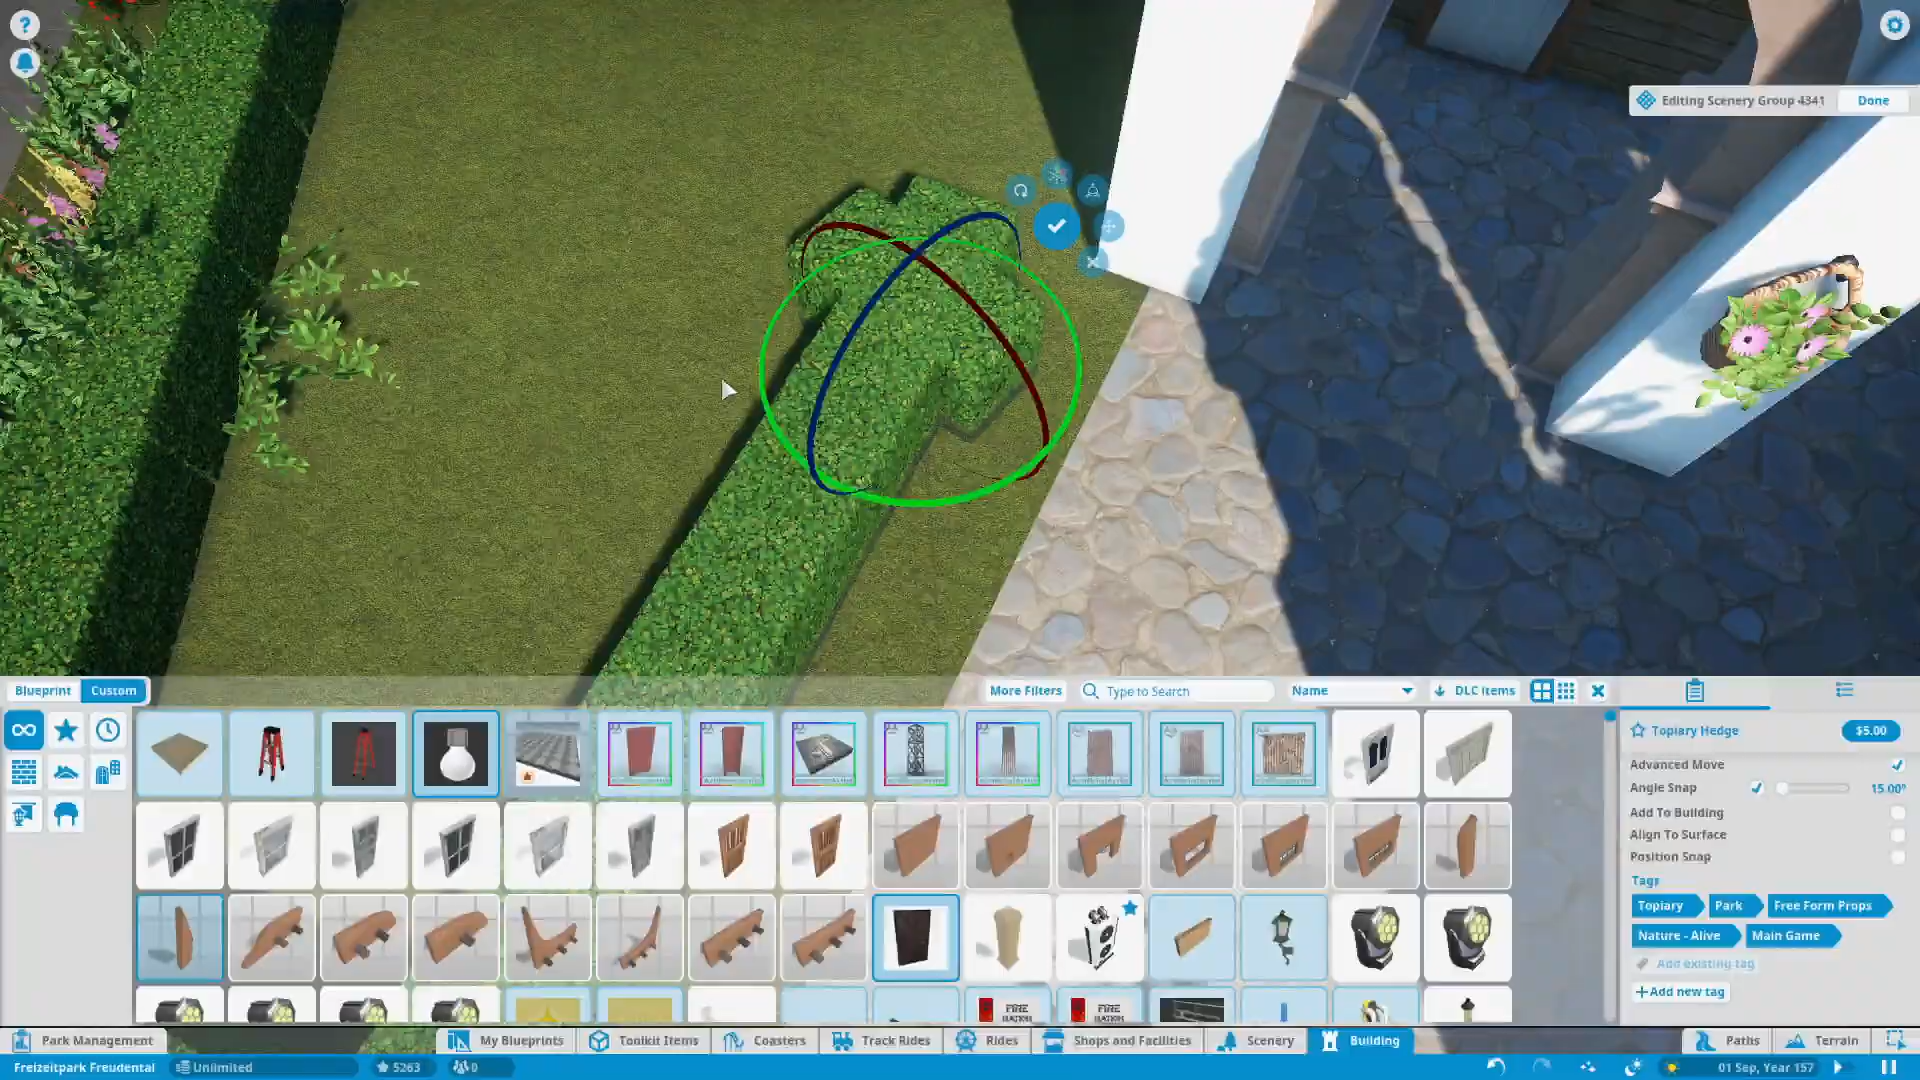 ?
Editing Scenery Group 4341
Done
Blueprint
Custom
More Filters
Type to Search
Name
DLC Items
Topiary Hedge
$5.00
Advanced Move
Angle Snap
15.00°
Add To Building
Align To Surface
Position Snap
Tags
Topiary
Park
Free Form Props
Nature - Alive
Main Game
Add existing tag
+Add new tag
FIRE
FIRE
Park Management
My Blueprints
Toolkit Items
Coasters
Track Rides
Rides
Shops and Facilities
Scenery
Building
Paths
Terrain
Freizeitpark Freudental
Unlimited
5263
0
01 Sep, Year 157